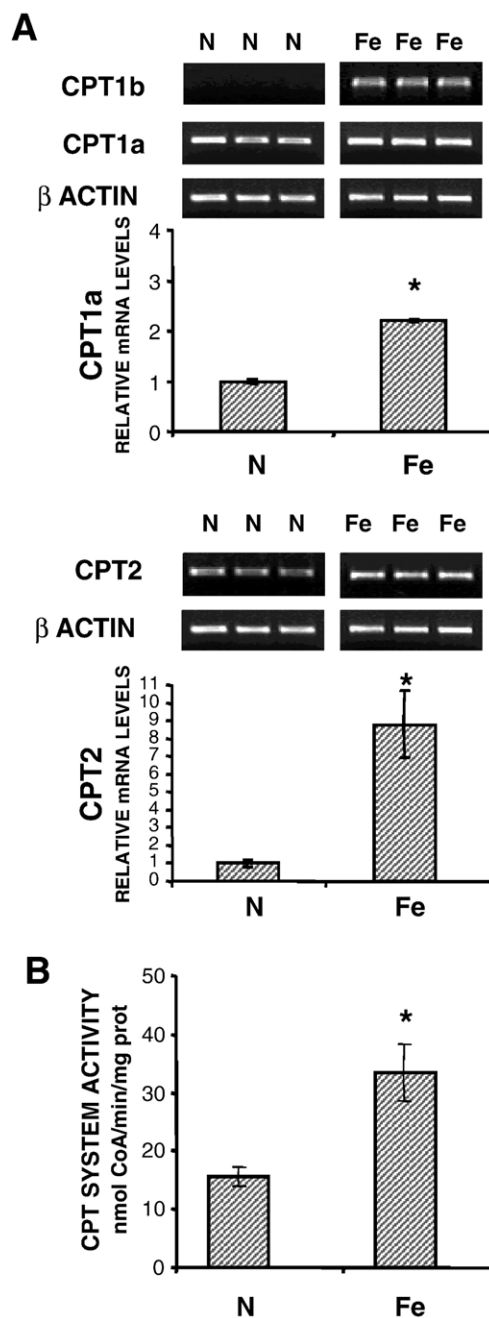 A
N N N Fe Fe Fe
CPT1b
CPT1a
β ACTIN
CPT1a
RELATIVE mRNA LEVELS
4
3
2
1
0
*
N Fe
N N N Fe Fe Fe
CPT2
β ACTIN
CPT2
RELATIVE mRNA LEVELS
11
10
9
8
7
6
5
4
3
2
1
0
*
N Fe
B
CPT SYSTEM ACTIVITY
nmol CoA/min/mg prot
50
40
30
20
10
0
*
N Fe